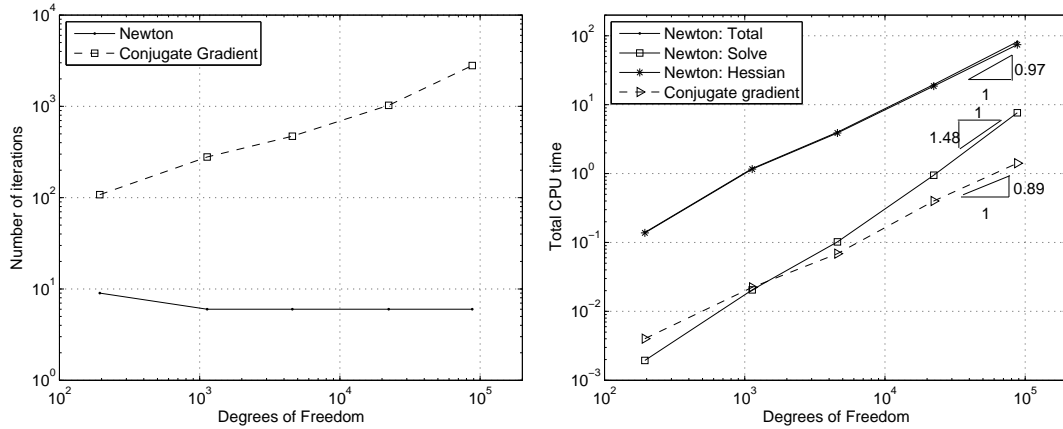 Newton
Conjugate Gradient
10^4
10^3
10^2
10^1
10^0
Number of iterations
10^2
10^3
10^4
10^5
Degrees of Freedom
Newton: Total
Newton: Solve
Newton: Hessian
Conjugate gradient
10^2
10^1
10^0
10^-1
10^-2
10^-3
Total CPU time
0.97
1
1
1.48
0.89
1
10^2
10^3
10^4
10^5
Degrees of Freedom